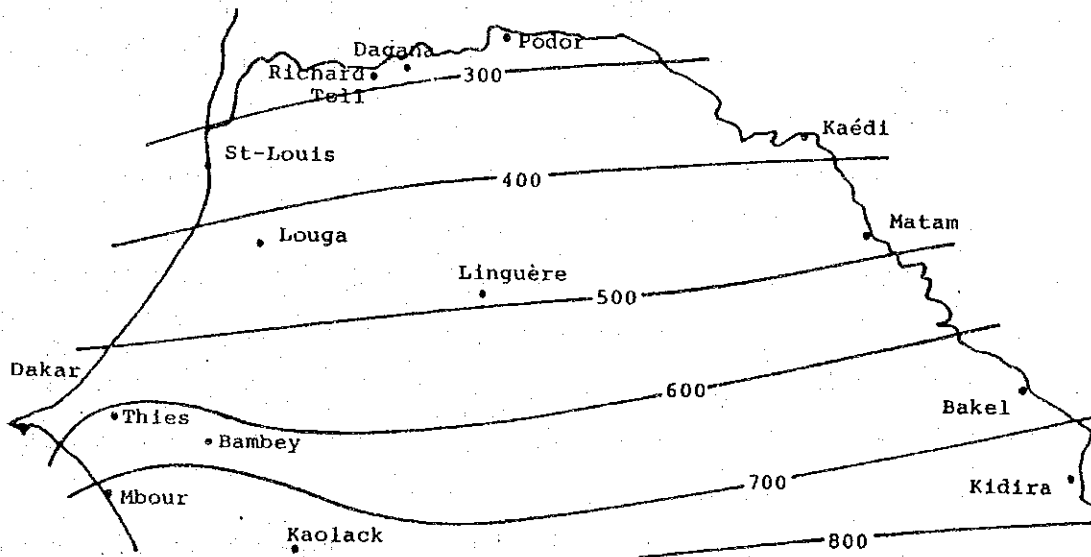 Podor
Dagana
Richard
Toll
300
Kaédi
St-Louis
400
Matam
Louga
Linguère
500
Dakar
600
Bakel
Thies
Bambey
700
Kidira
Mbour
Kaolack
800